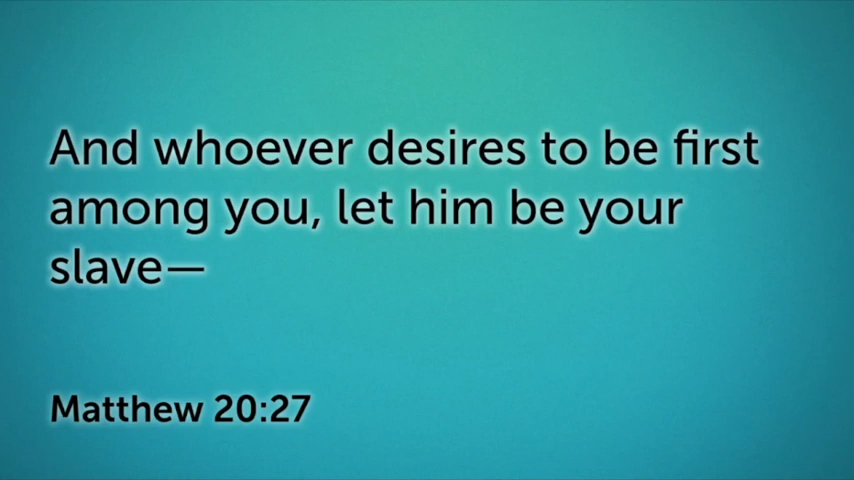 And whoever desires to be first
among you, let him be your
slave—
Matthew 20:27